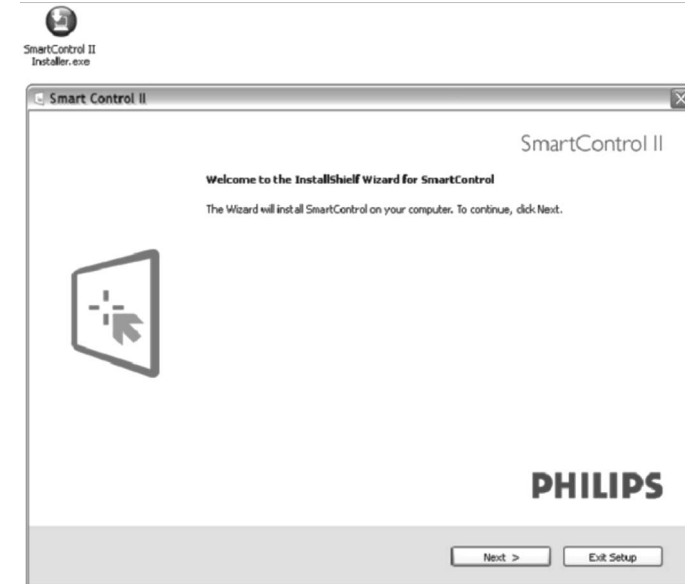 SmartControl II
Installer.exe
Smart Control II
SmartControl II
Welcome to the InstallShielf Wizard for SmartControl
The Wizard will install SmartControl on your computer. To continue, click Next.
PHILIPS
Next >
Exit Setup